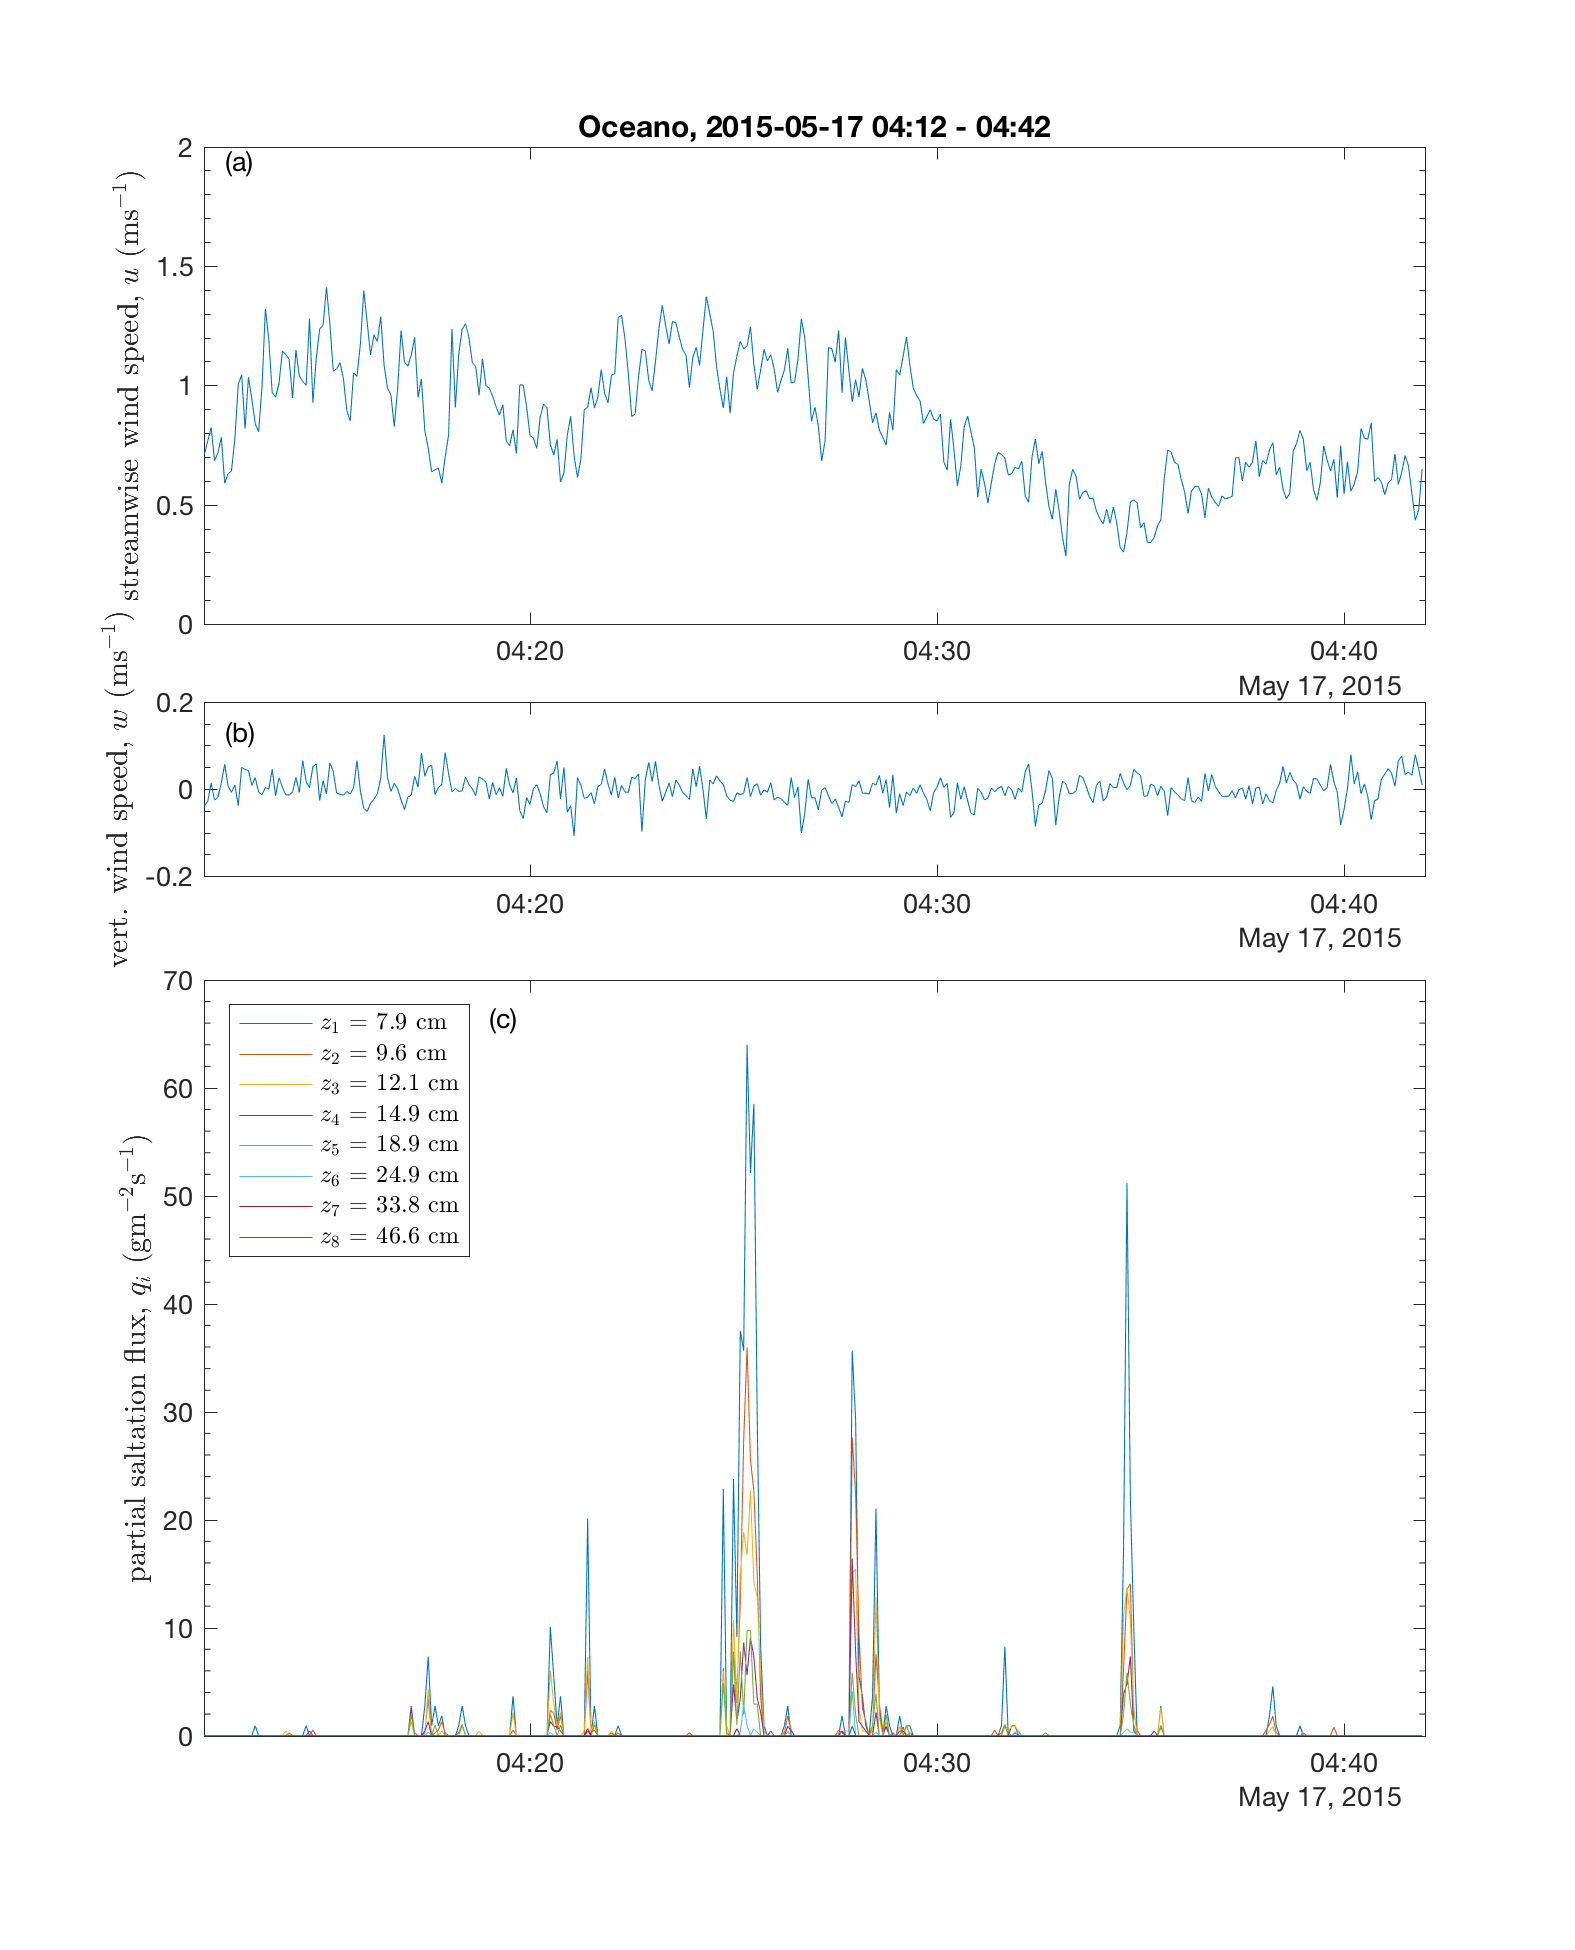 Oceano, 2015-05-17 04:12 - 04:42
(a)
streamwise wind speed, u (ms⁻¹)
2
1.5
1
0.5
0
04:20 04:30 04:40
May 17, 2015
(b)
vert. wind speed, w (ms⁻¹)
0.2
0
-0.2
04:20 04:30 04:40
May 17, 2015
(c)
partial saltation flux, qᵢ (gm⁻²s⁻¹)
70
60
50
40
30
20
10
0
z₁ = 7.9 cm
z₂ = 9.6 cm
z₃ = 12.1 cm
z₄ = 14.9 cm
z₅ = 18.9 cm
z₆ = 24.9 cm
z₇ = 33.8 cm
z₈ = 46.6 cm
04:20 04:30 04:40
May 17, 2015